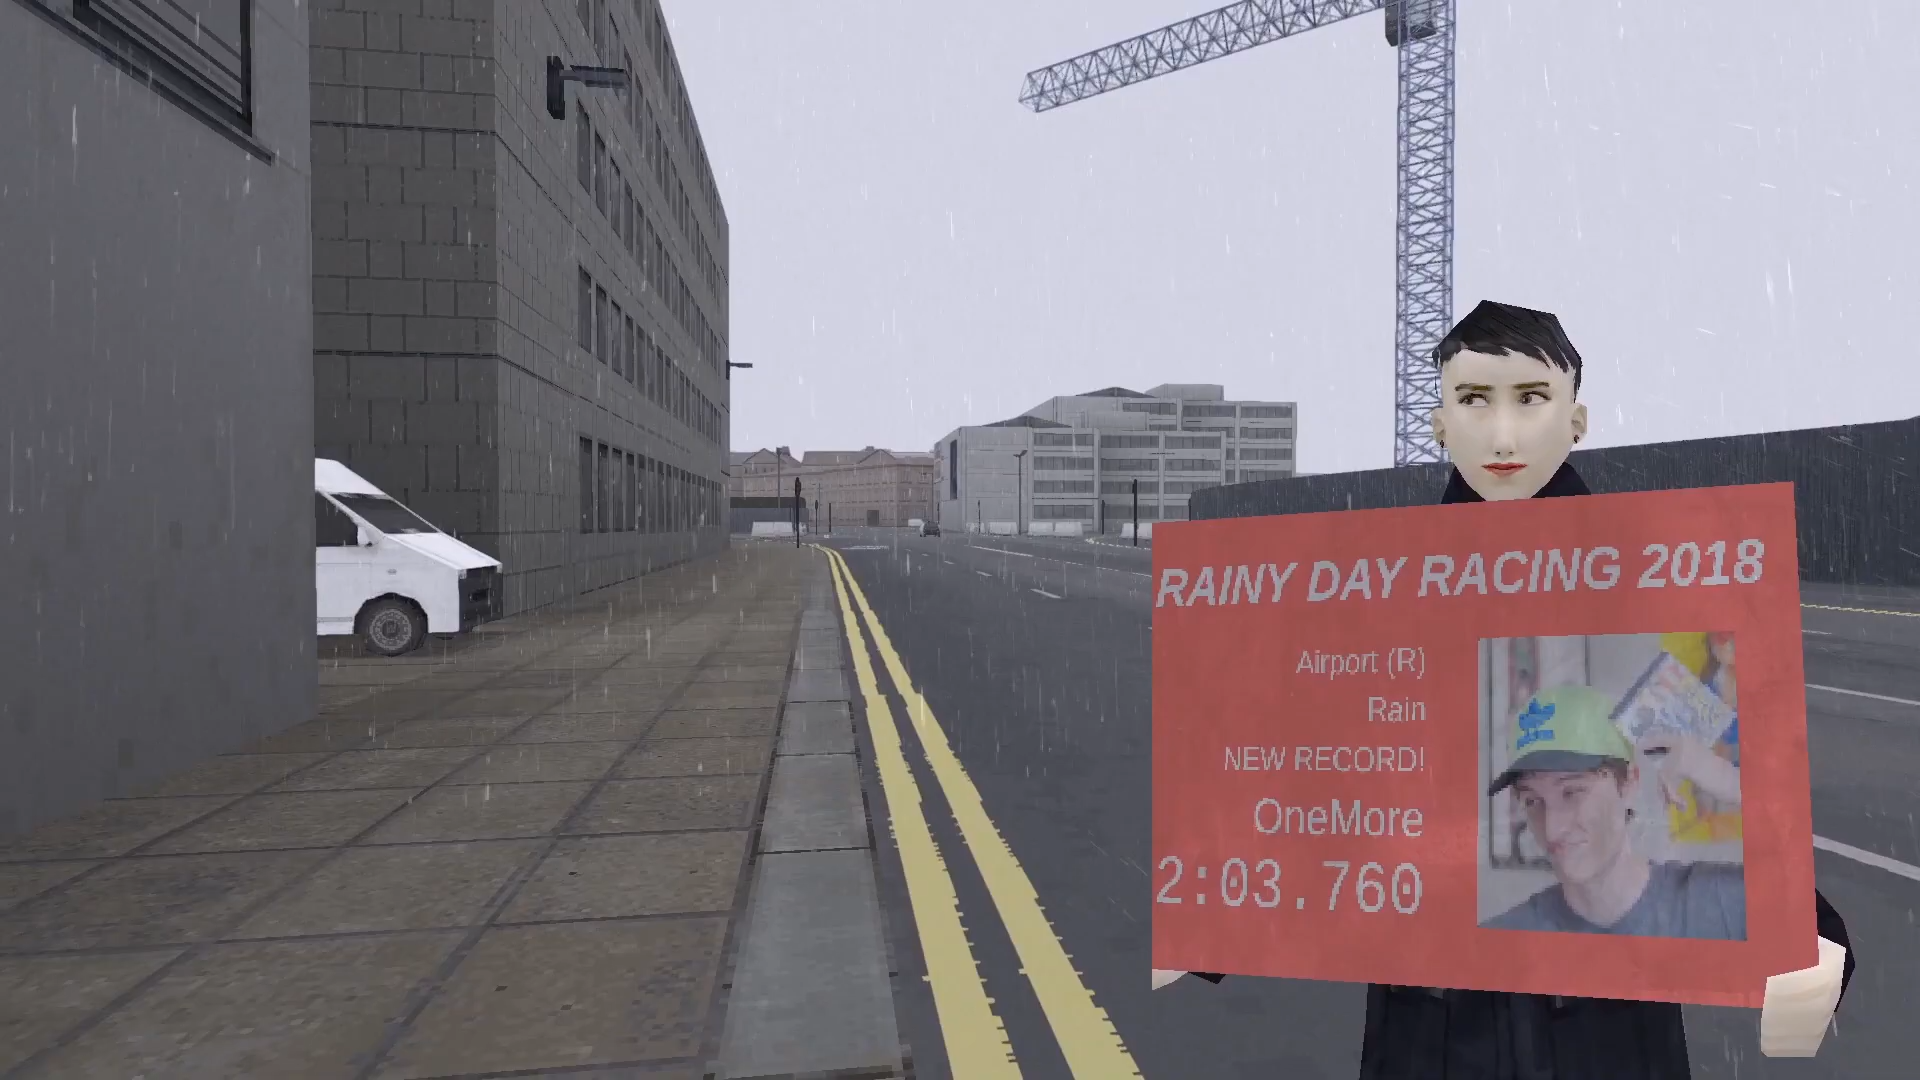 RAINY DAY RACING 2018
Airport (R)
Rain
NEW RECORD!
OneMore
2:03.760